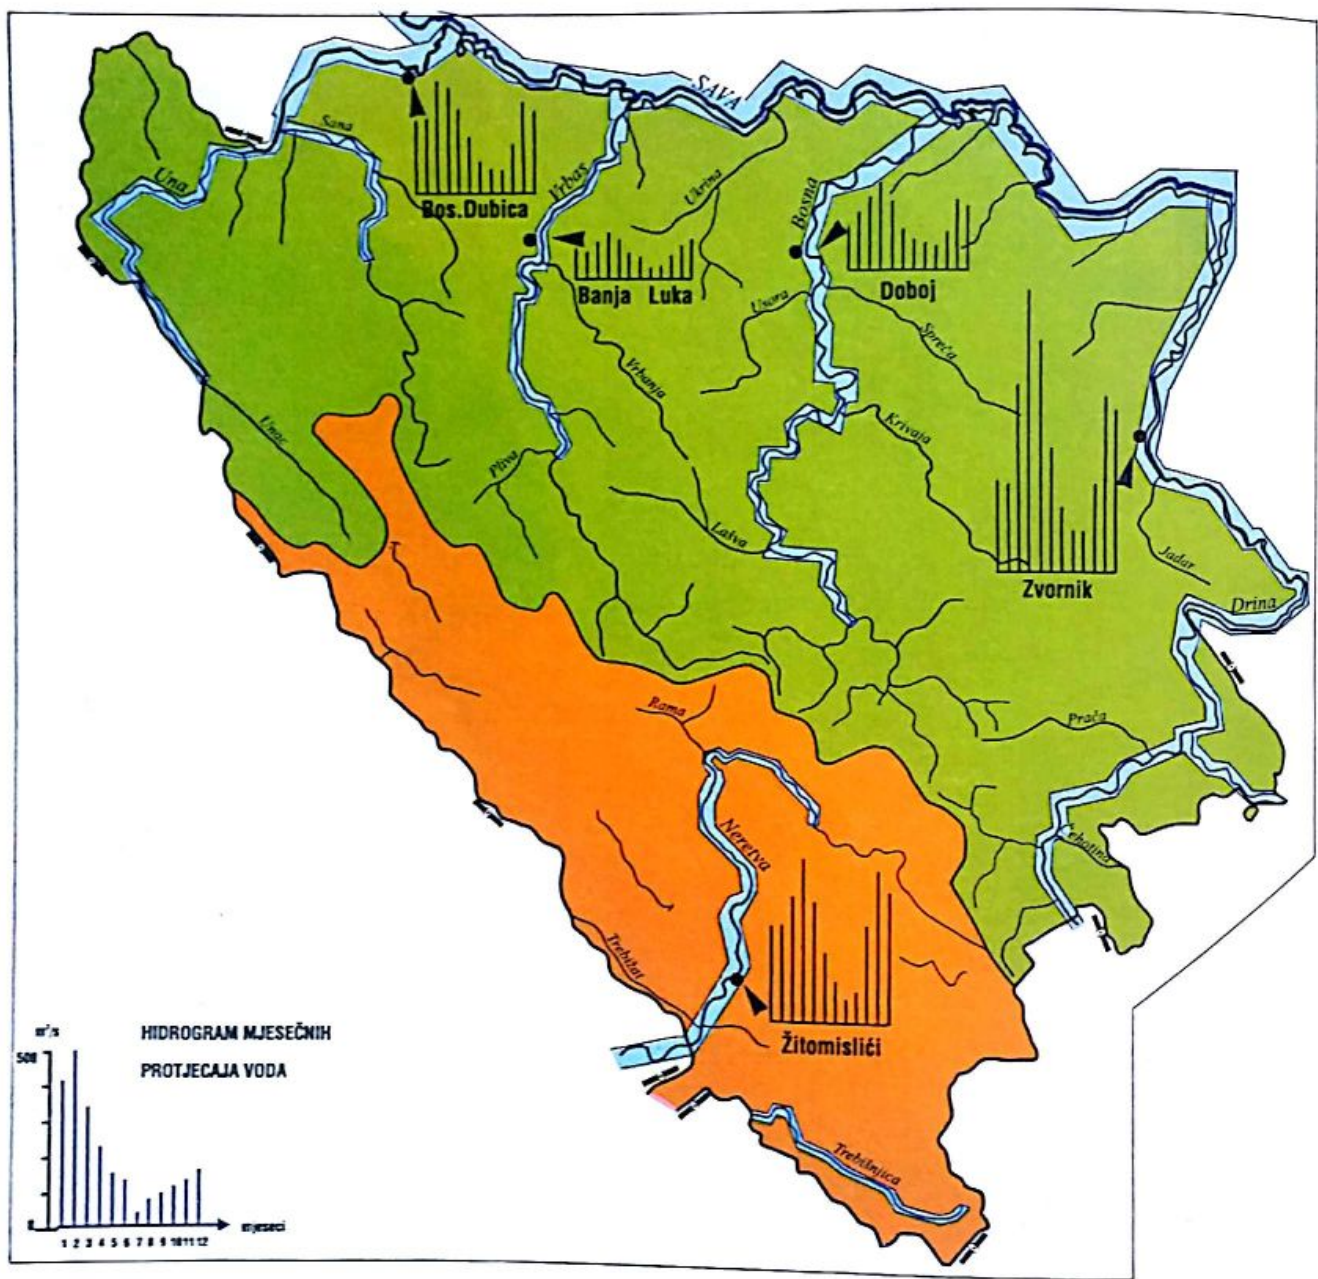 SAVA
Sana
Una
Bos.Dubica
Vrbas
Ukrina
Bosna
Banja Luka
Doboj
Usora
Spreča
Vrbanja
Unac
Krivaja
Pliva
Lašva
Zvornik
Jadar
Drina
Rama
Prača
Neretva
Ćehotina
Trebižat
Žitomislići
Trebišnjica
m³/s
500
0
HIDROGRAM MJESEČNIH
PROTJECAJA VODA
1 2 3 4 5 6 7 8 9 10 11 12
mjeseci